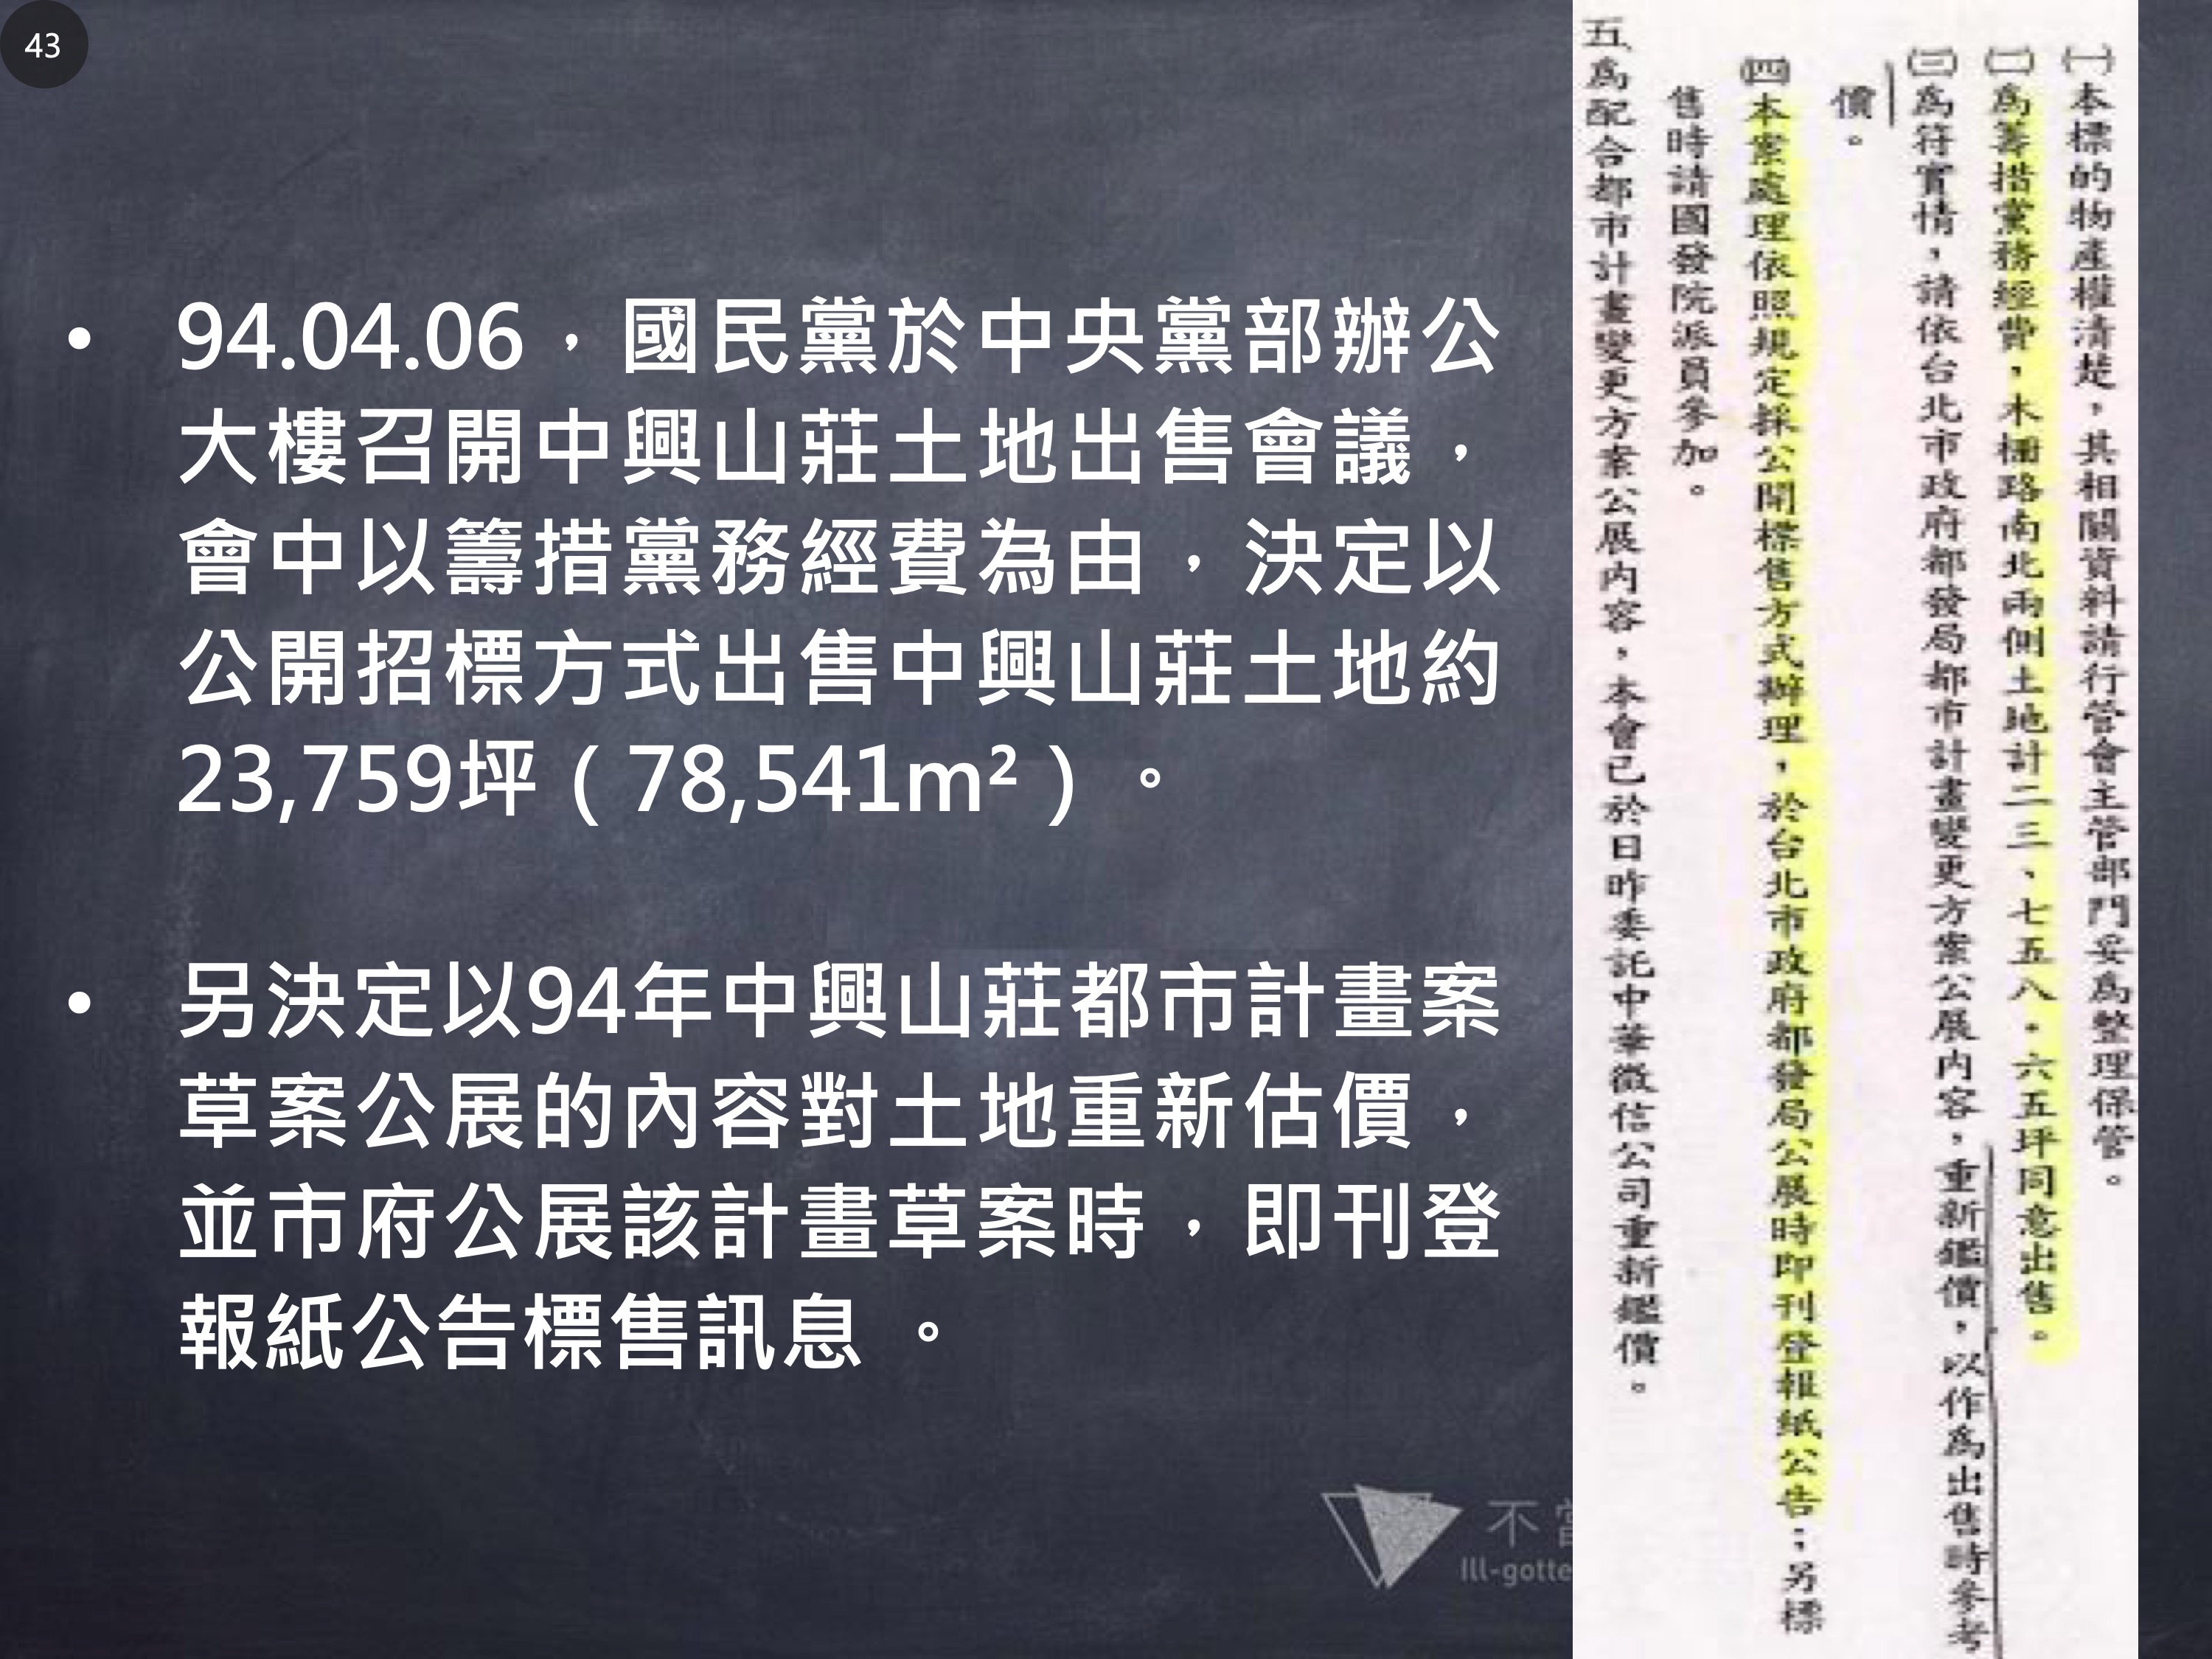 43
• 94.04.06，國民黨於中央黨部辦公
大樓召開中興山莊土地出售會議，
會中以籌措黨務經費為由，決定以
公開招標方式出售中興山莊土地約
23,759坪（78,541m²）。
• 另決定以94年中興山莊都市計畫案
草案公展的內容對土地重新估價，
並市府公展該計畫草案時，即刊登
報紙公告標售訊息 。
㈠本標的物產權清楚，其相關資料請行管會主管部門妥為整理保管。
㈡為籌措黨務經費，木柵路南北兩側土地計二三、七五八．六五坪同意出售。
㈢為符實情，請依台北市政府都發局都市計畫變更方案公展內容，重新鑑價，以作為出售時參考
價。
㈣本案處理依照規定採公開標售方式辦理，於台北市政府都發局公展時即刊登報紙公告；另標
售時請國發院派員參加。
五、為配合都市計畫變更方案公展內容，本會已於日昨委託中華徵信公司重新鑑價。
不
Ill-gotte